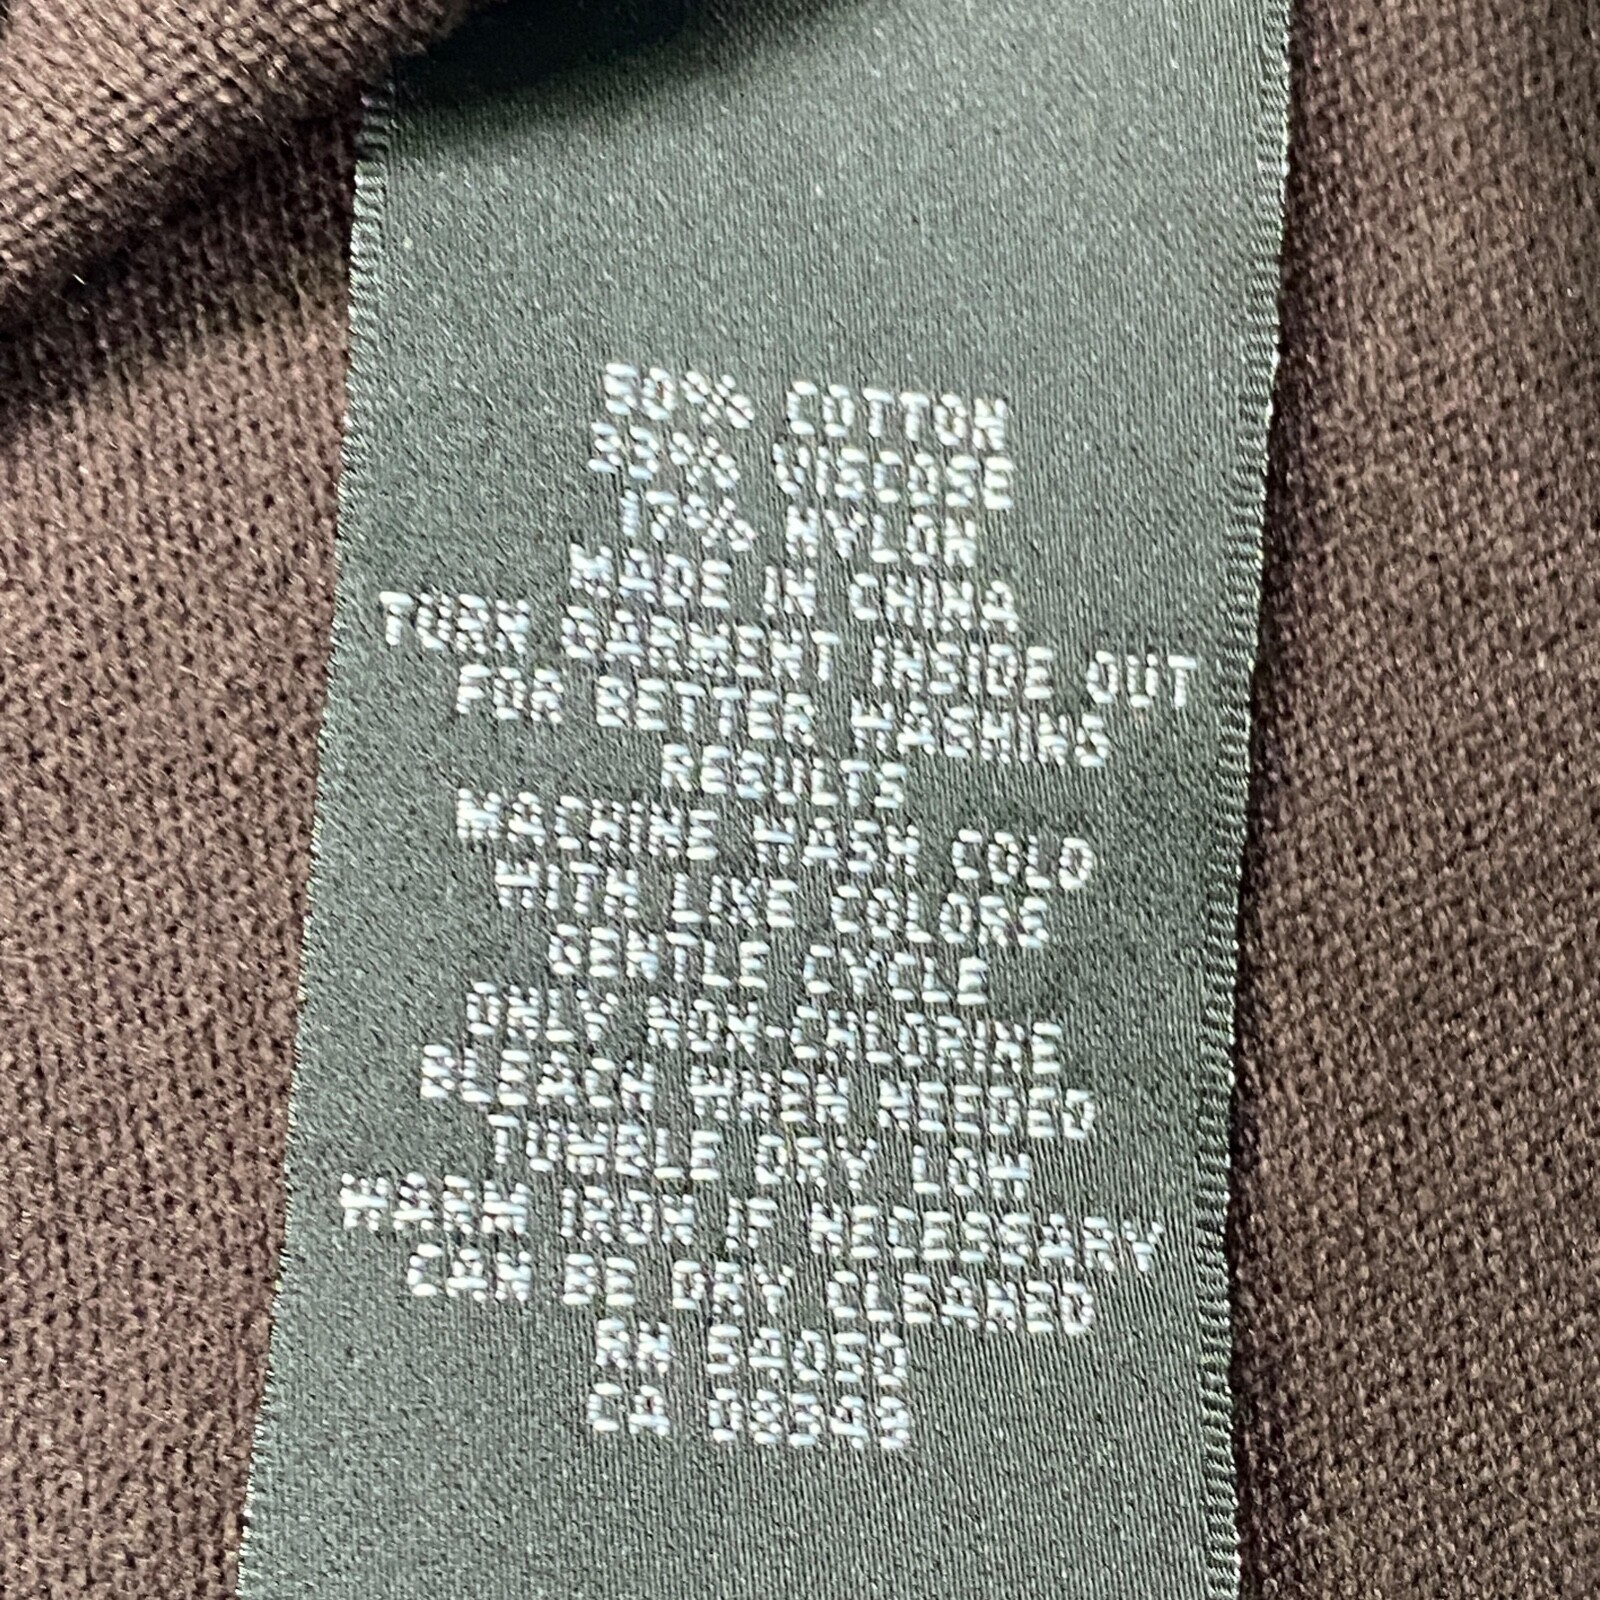 50% COTTON
33% VISCOSE
17% NYLON
MADE IN CHINA
TURN GARMENT INSIDE OUT
FOR BETTER WASHING
RESULTS
MACHINE WASH COLD
WITH LIKE COLORS
GENTLE CYCLE
ONLY NON-CHLORINE
BLEACH WHEN NEEDED
TUMBLE DRY LOW
WARM IRON IF NECESSARY
CAN BE DRY CLEANED
RN 54050
CA 08549